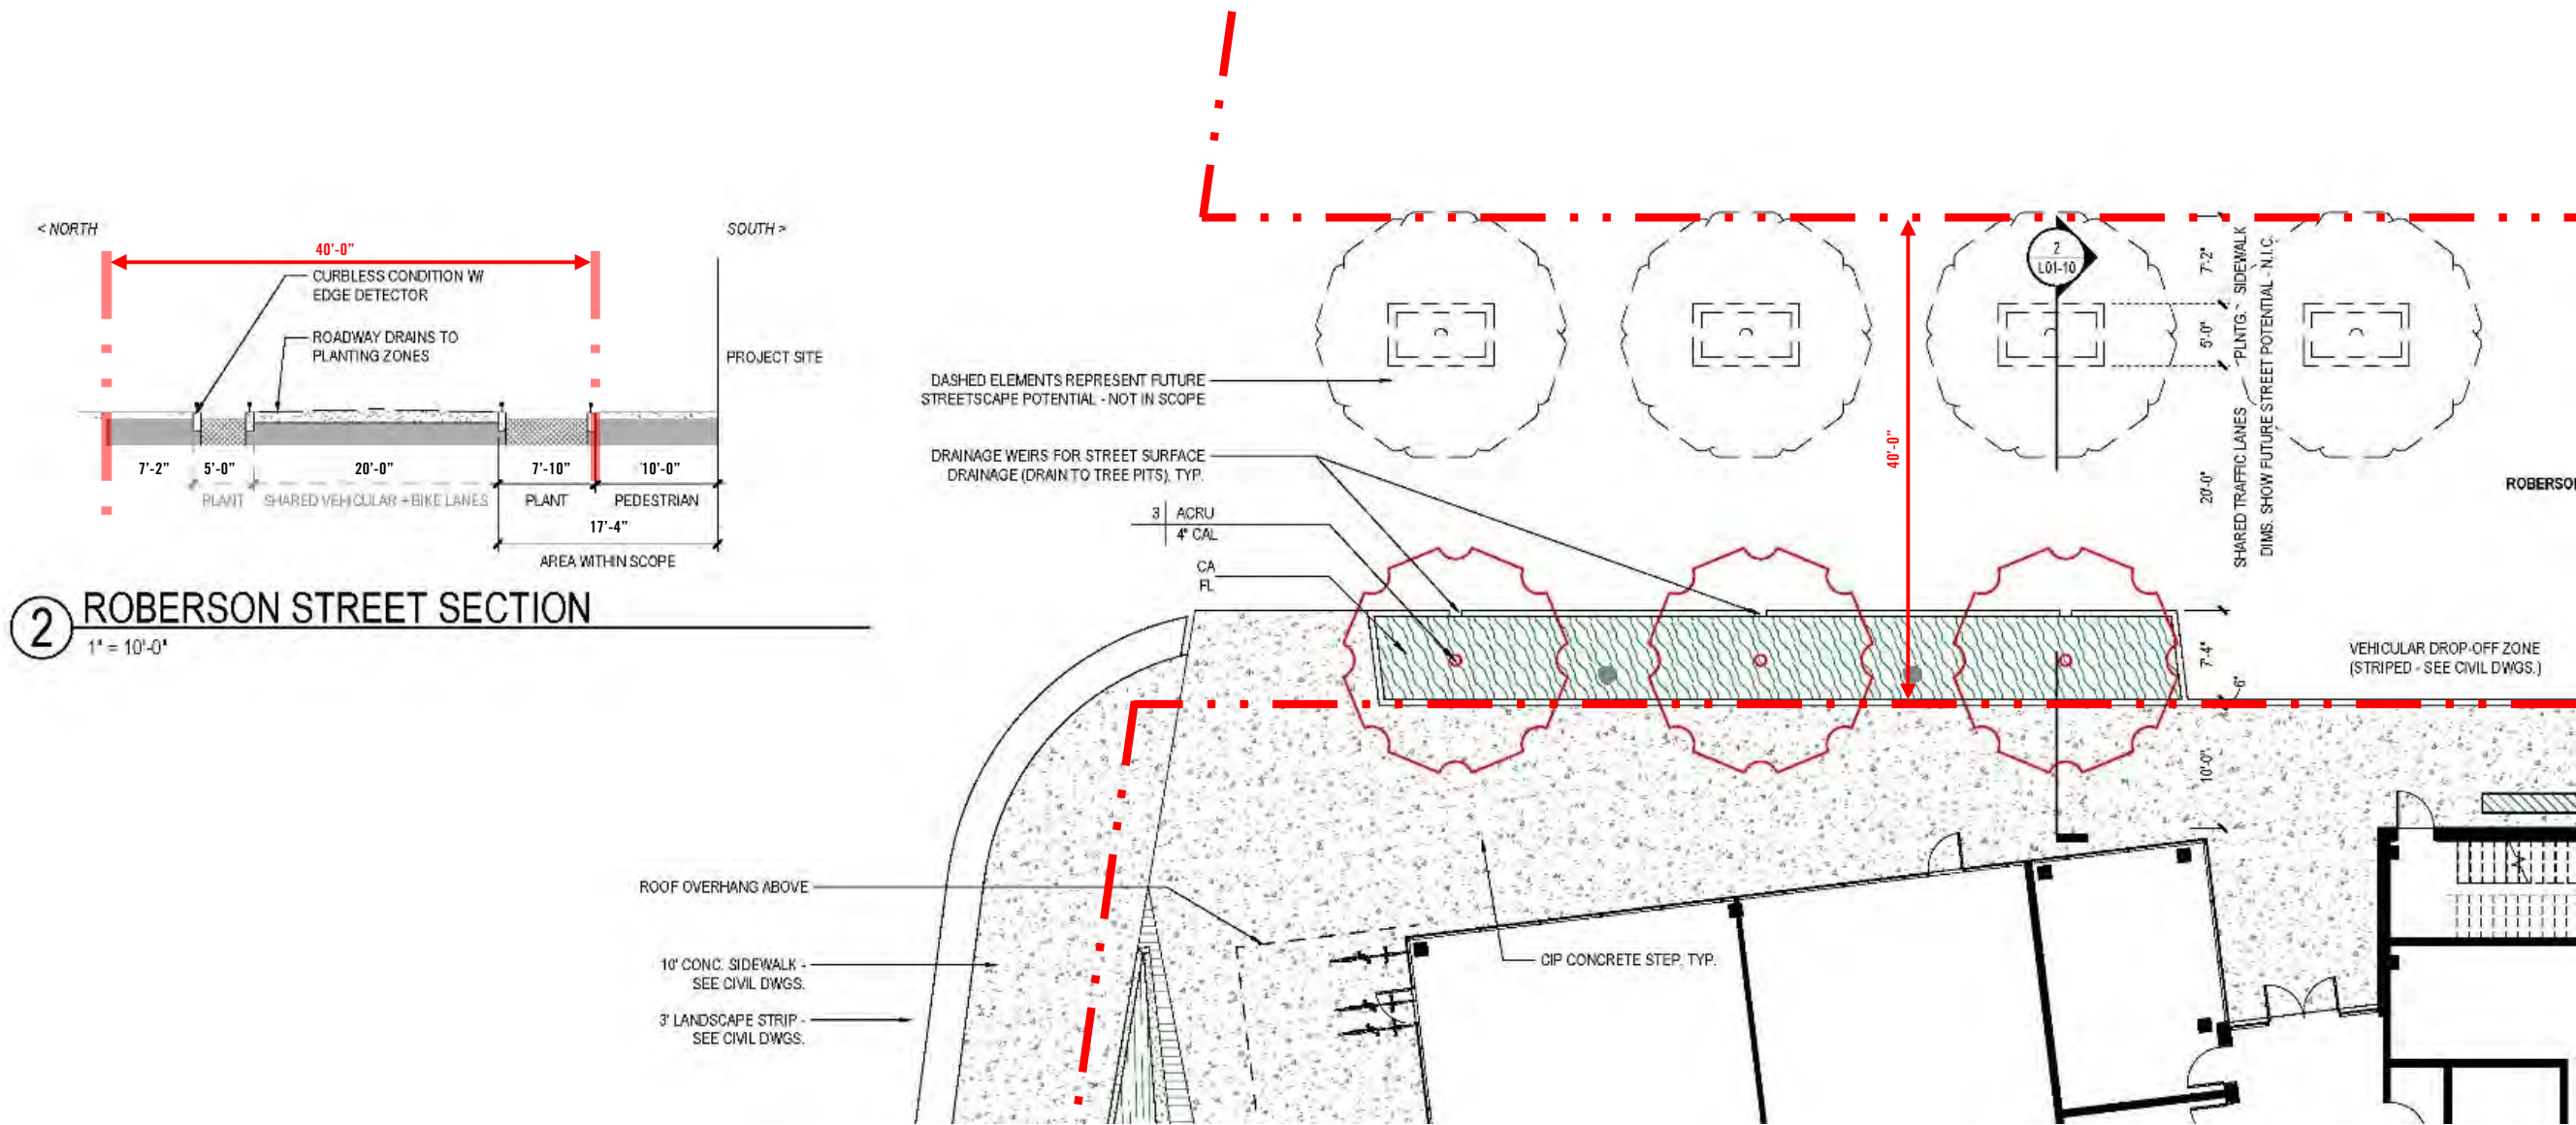 < NORTH
SOUTH >
40'-0"
CURBLESS CONDITION W/
EDGE DETECTOR
ROADWAY DRAINS TO
PLANTING ZONES
PROJECT SITE
7'-2" 5'-0" 20'-0" 7'-10" 10'-0"
PLANT SHARED VEHICULAR + BIKE LANES PLANT PEDESTRIAN
17'-4"
AREA WITHIN SCOPE
2 ROBERSON STREET SECTION
1" = 10'-0"
2
L01-10
DASHED ELEMENTS REPRESENT FUTURE
STREETSCAPE POTENTIAL - NOT IN SCOPE
DRAINAGE WEIRS FOR STREET SURFACE
DRAINAGE (DRAIN TO TREE PITS), TYP.
3 ACRU
4" CAL
CA
FL
40'-0"
7'-2"
5'-0"
20'-0"
7'-4"
6"
10'-0"
SIDEWALK
PLNTG.
SHARED TRAFFIC LANES
DIMS. SHOW FUTURE STREET POTENTIAL - N.I.C.
ROBERSON
VEHICULAR DROP-OFF ZONE
(STRIPED - SEE CIVIL DWGS.)
ROOF OVERHANG ABOVE
10' CONC. SIDEWALK -
SEE CIVIL DWGS.
3' LANDSCAPE STRIP -
SEE CIVIL DWGS.
CIP CONCRETE STEP, TYP.